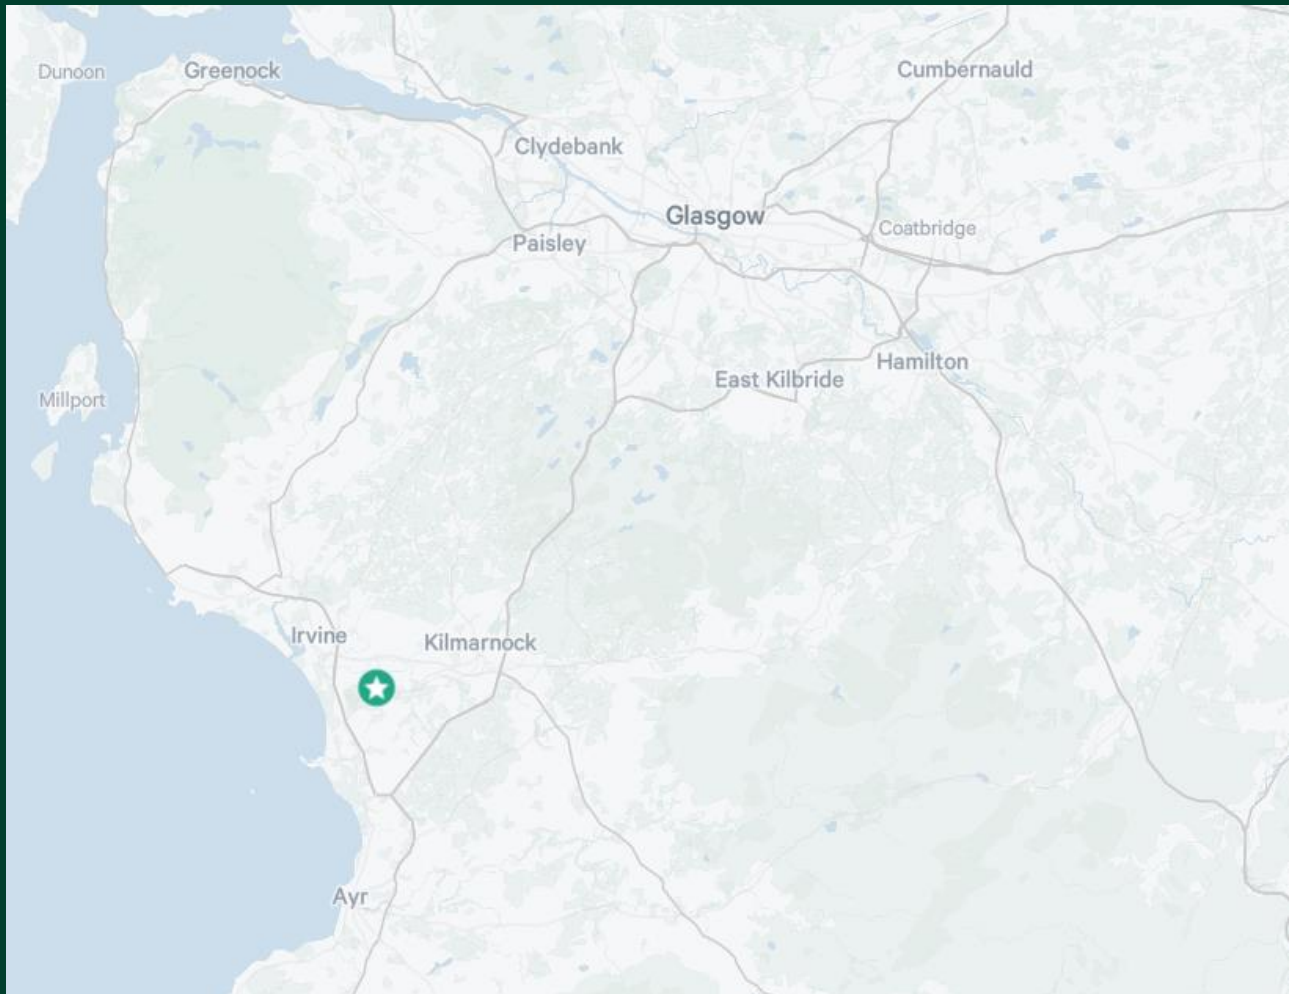 Dunoon
Greenock
Cumbernauld
Clydebank
Glasgow
Coatbridge
Paisley
Hamilton
East Kilbride
Millport
Irvine
Kilmarnock
Ayr